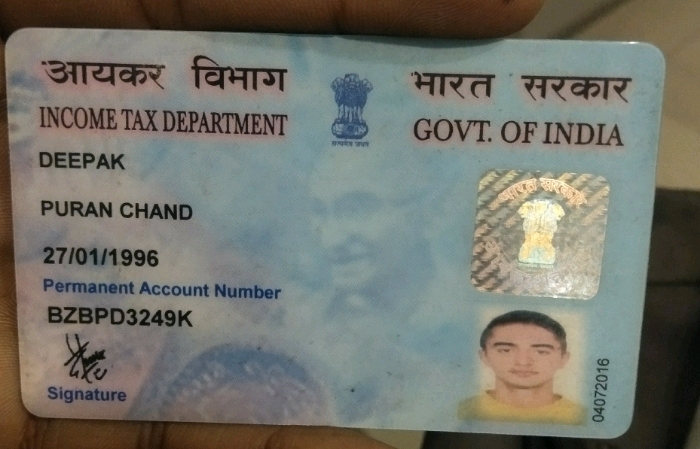 आयकर विभाग
INCOME TAX DEPARTMENT
भारत सरकार
GOVT. OF INDIA
सत्यमेव जयते
DEEPAK
PURAN CHAND
27/01/1996
Permanent Account Number
BZBPD3249K
Signature
भारत सरकार
04072016